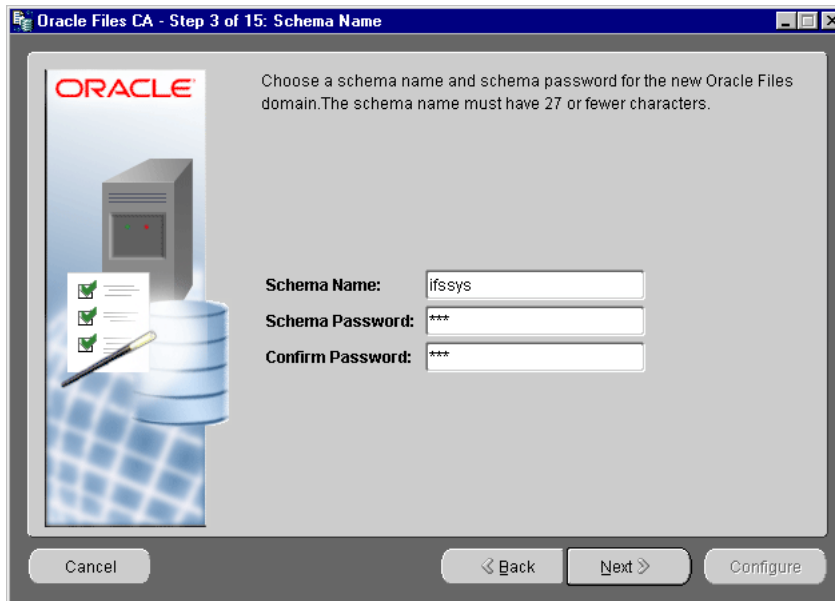 Oracle Files CA - Step 3 of 15: Schema Name
ORACLE
Choose a schema name and schema password for the new Oracle Files
domain.The schema name must have 27 or fewer characters.
Schema Name: ifssys
Schema Password: ***
Confirm Password: ***
Cancel Back Next Configure